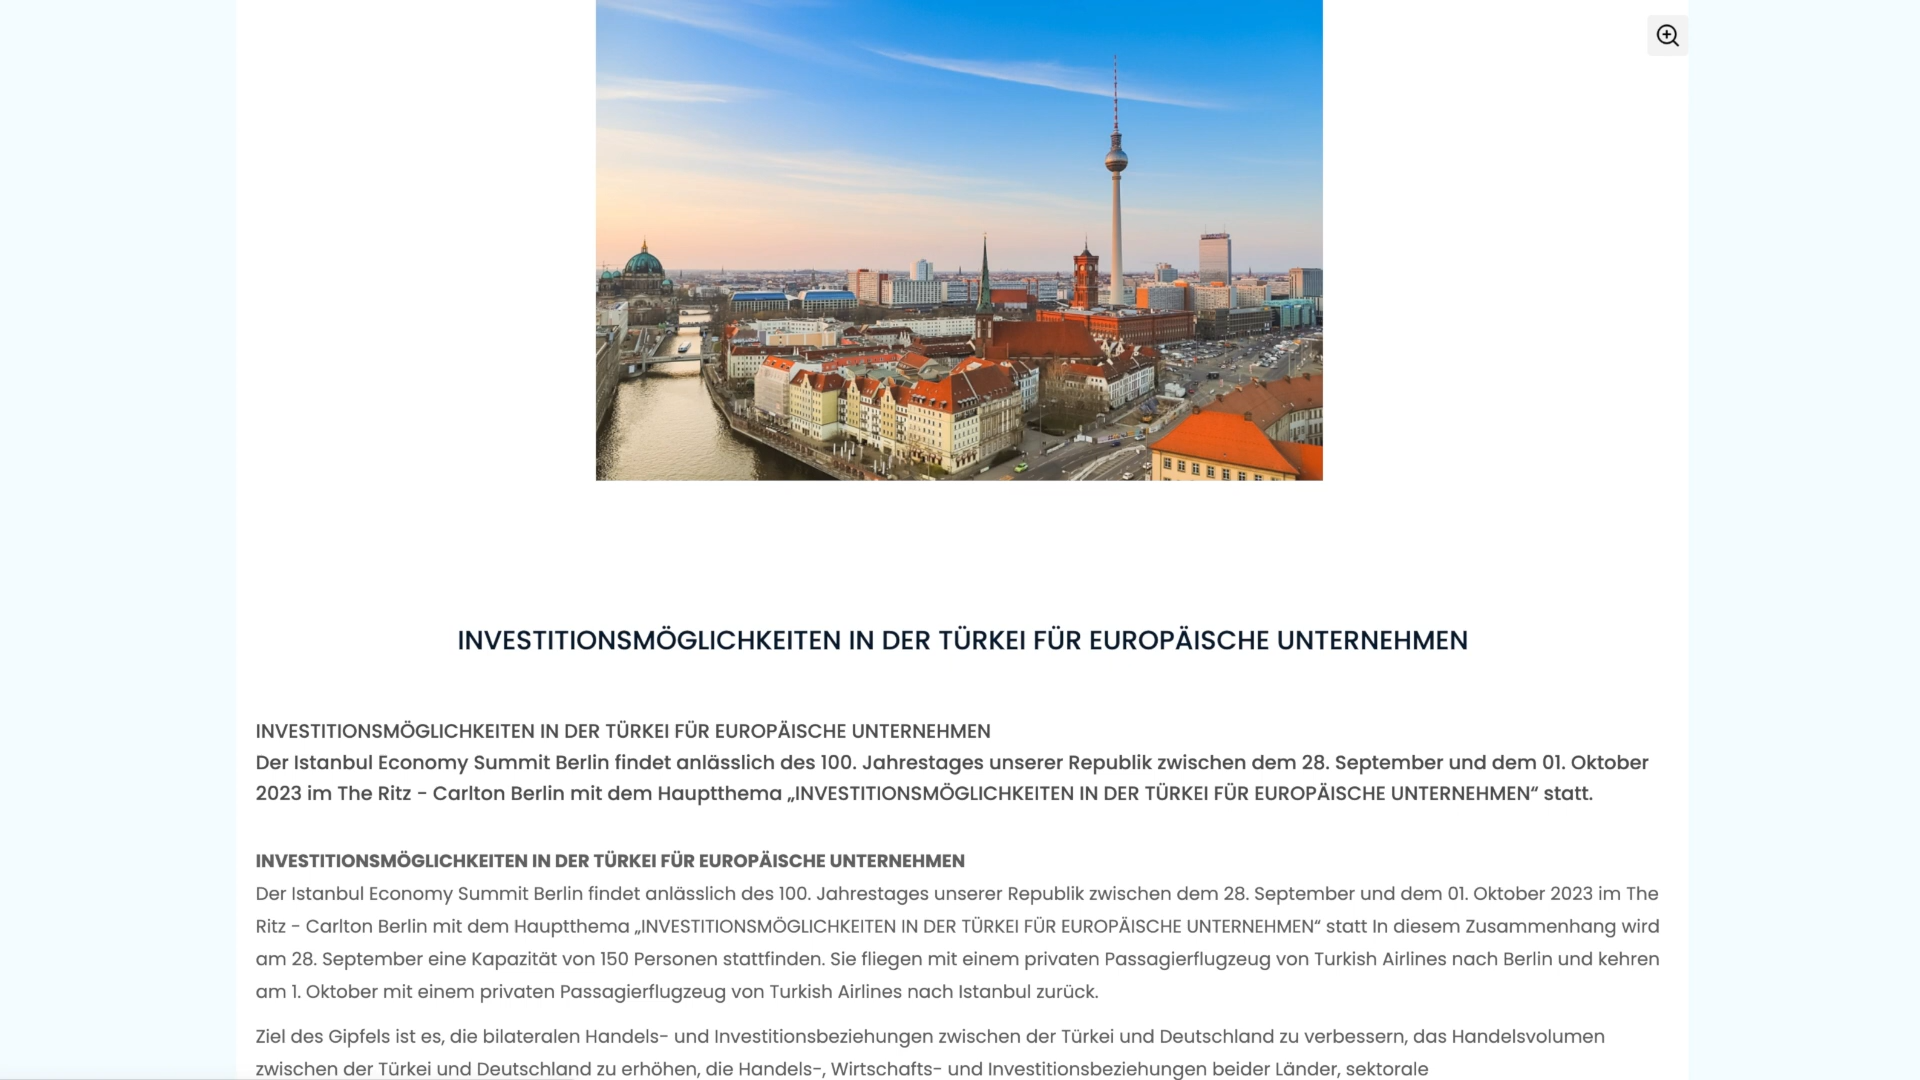 INVESTITIONSMÖGLICHKEITEN IN DER TÜRKEI FÜR EUROPÄISCHE UNTERNEHMEN
INVESTITIONSMÖGLICHKEITEN IN DER TÜRKEI FÜR EUROPÄISCHE UNTERNEHMEN
Der Istanbul Economy Summit Berlin findet anlässlich des 100. Jahrestages unserer Republik zwischen dem 28. September und dem 01. Oktober
2023 im The Ritz - Carlton Berlin mit dem Hauptthema „INVESTITIONSMÖGLICHKEITEN IN DER TÜRKEI FÜR EUROPÄISCHE UNTERNEHMEN“ statt.
INVESTITIONSMÖGLICHKEITEN IN DER TÜRKEI FÜR EUROPÄISCHE UNTERNEHMEN
Der Istanbul Economy Summit Berlin findet anlässlich des 100. Jahrestages unserer Republik zwischen dem 28. September und dem 01. Oktober 2023 im The
Ritz - Carlton Berlin mit dem Hauptthema „INVESTITIONSMÖGLICHKEITEN IN DER TÜRKEI FÜR EUROPÄISCHE UNTERNEHMEN“ statt In diesem Zusammenhang wird
am 28. September eine Kapazität von 150 Personen stattfinden. Sie fliegen mit einem privaten Passagierflugzeug von Turkish Airlines nach Berlin und kehren
am 1. Oktober mit einem privaten Passagierflugzeug von Turkish Airlines nach Istanbul zurück.
Ziel des Gipfels ist es, die bilateralen Handels- und Investitionsbeziehungen zwischen der Türkei und Deutschland zu verbessern, das Handelsvolumen
zwischen der Türkei und Deutschland zu erhöhen, die Handels-, Wirtschafts- und Investitionsbeziehungen beider Länder, sektorale